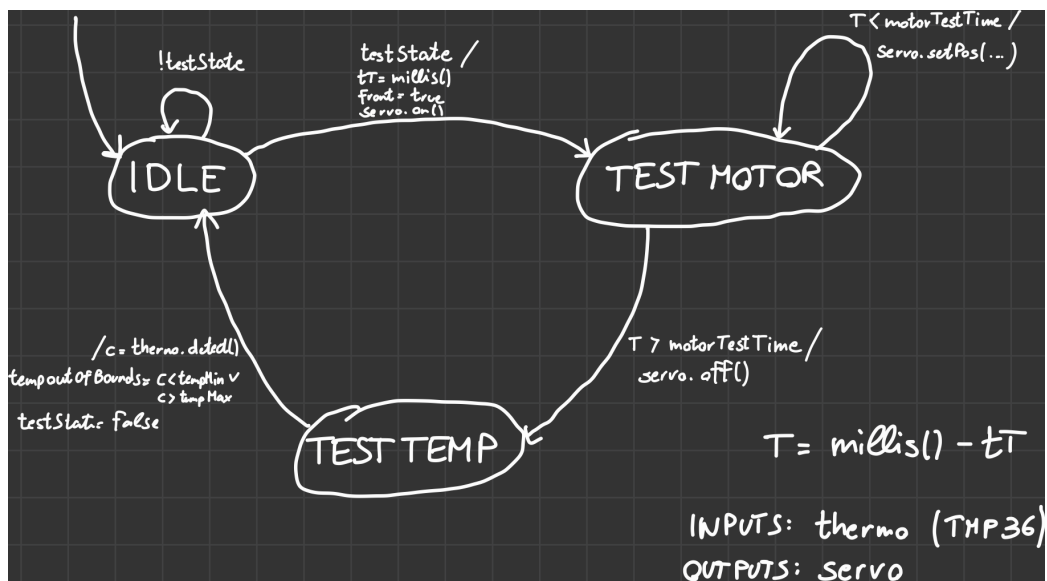 T < motorTestTime /
servo.setPos(...)
!testState
testState /
tT = millis()
front = true
servo.on()
IDLE
TEST MOTOR
/c = thermo.detect()
tempOutOfBounds = C < tempMin ∨
C > tempMax
testState = false
T > motorTestTime /
servo.off()
TEST TEMP
T = millis() - tT
INPUTS: thermo (TMP36)
OUTPUTS: servo